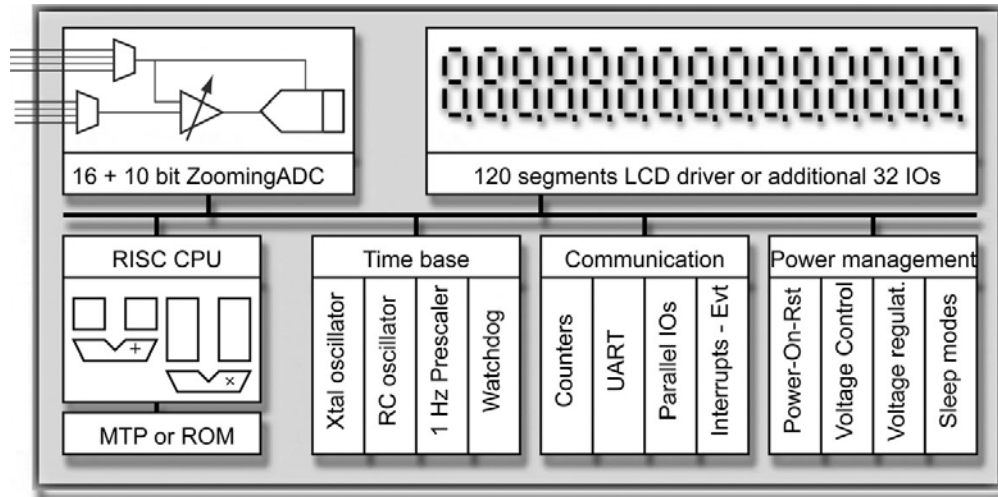 16 + 10 bit ZoomingADC
120 segments LCD driver or additional 32 IOs
RISC CPU
+
×
MTP or ROM
Time base
Xtal oscillator
RC oscillator
1 Hz Prescaler
Watchdog
Communication
Counters
UART
Parallel IOs
Interrupts - Evt
Power management
Power-On-Rst
Voltage Control
Voltage regulat.
Sleep modes